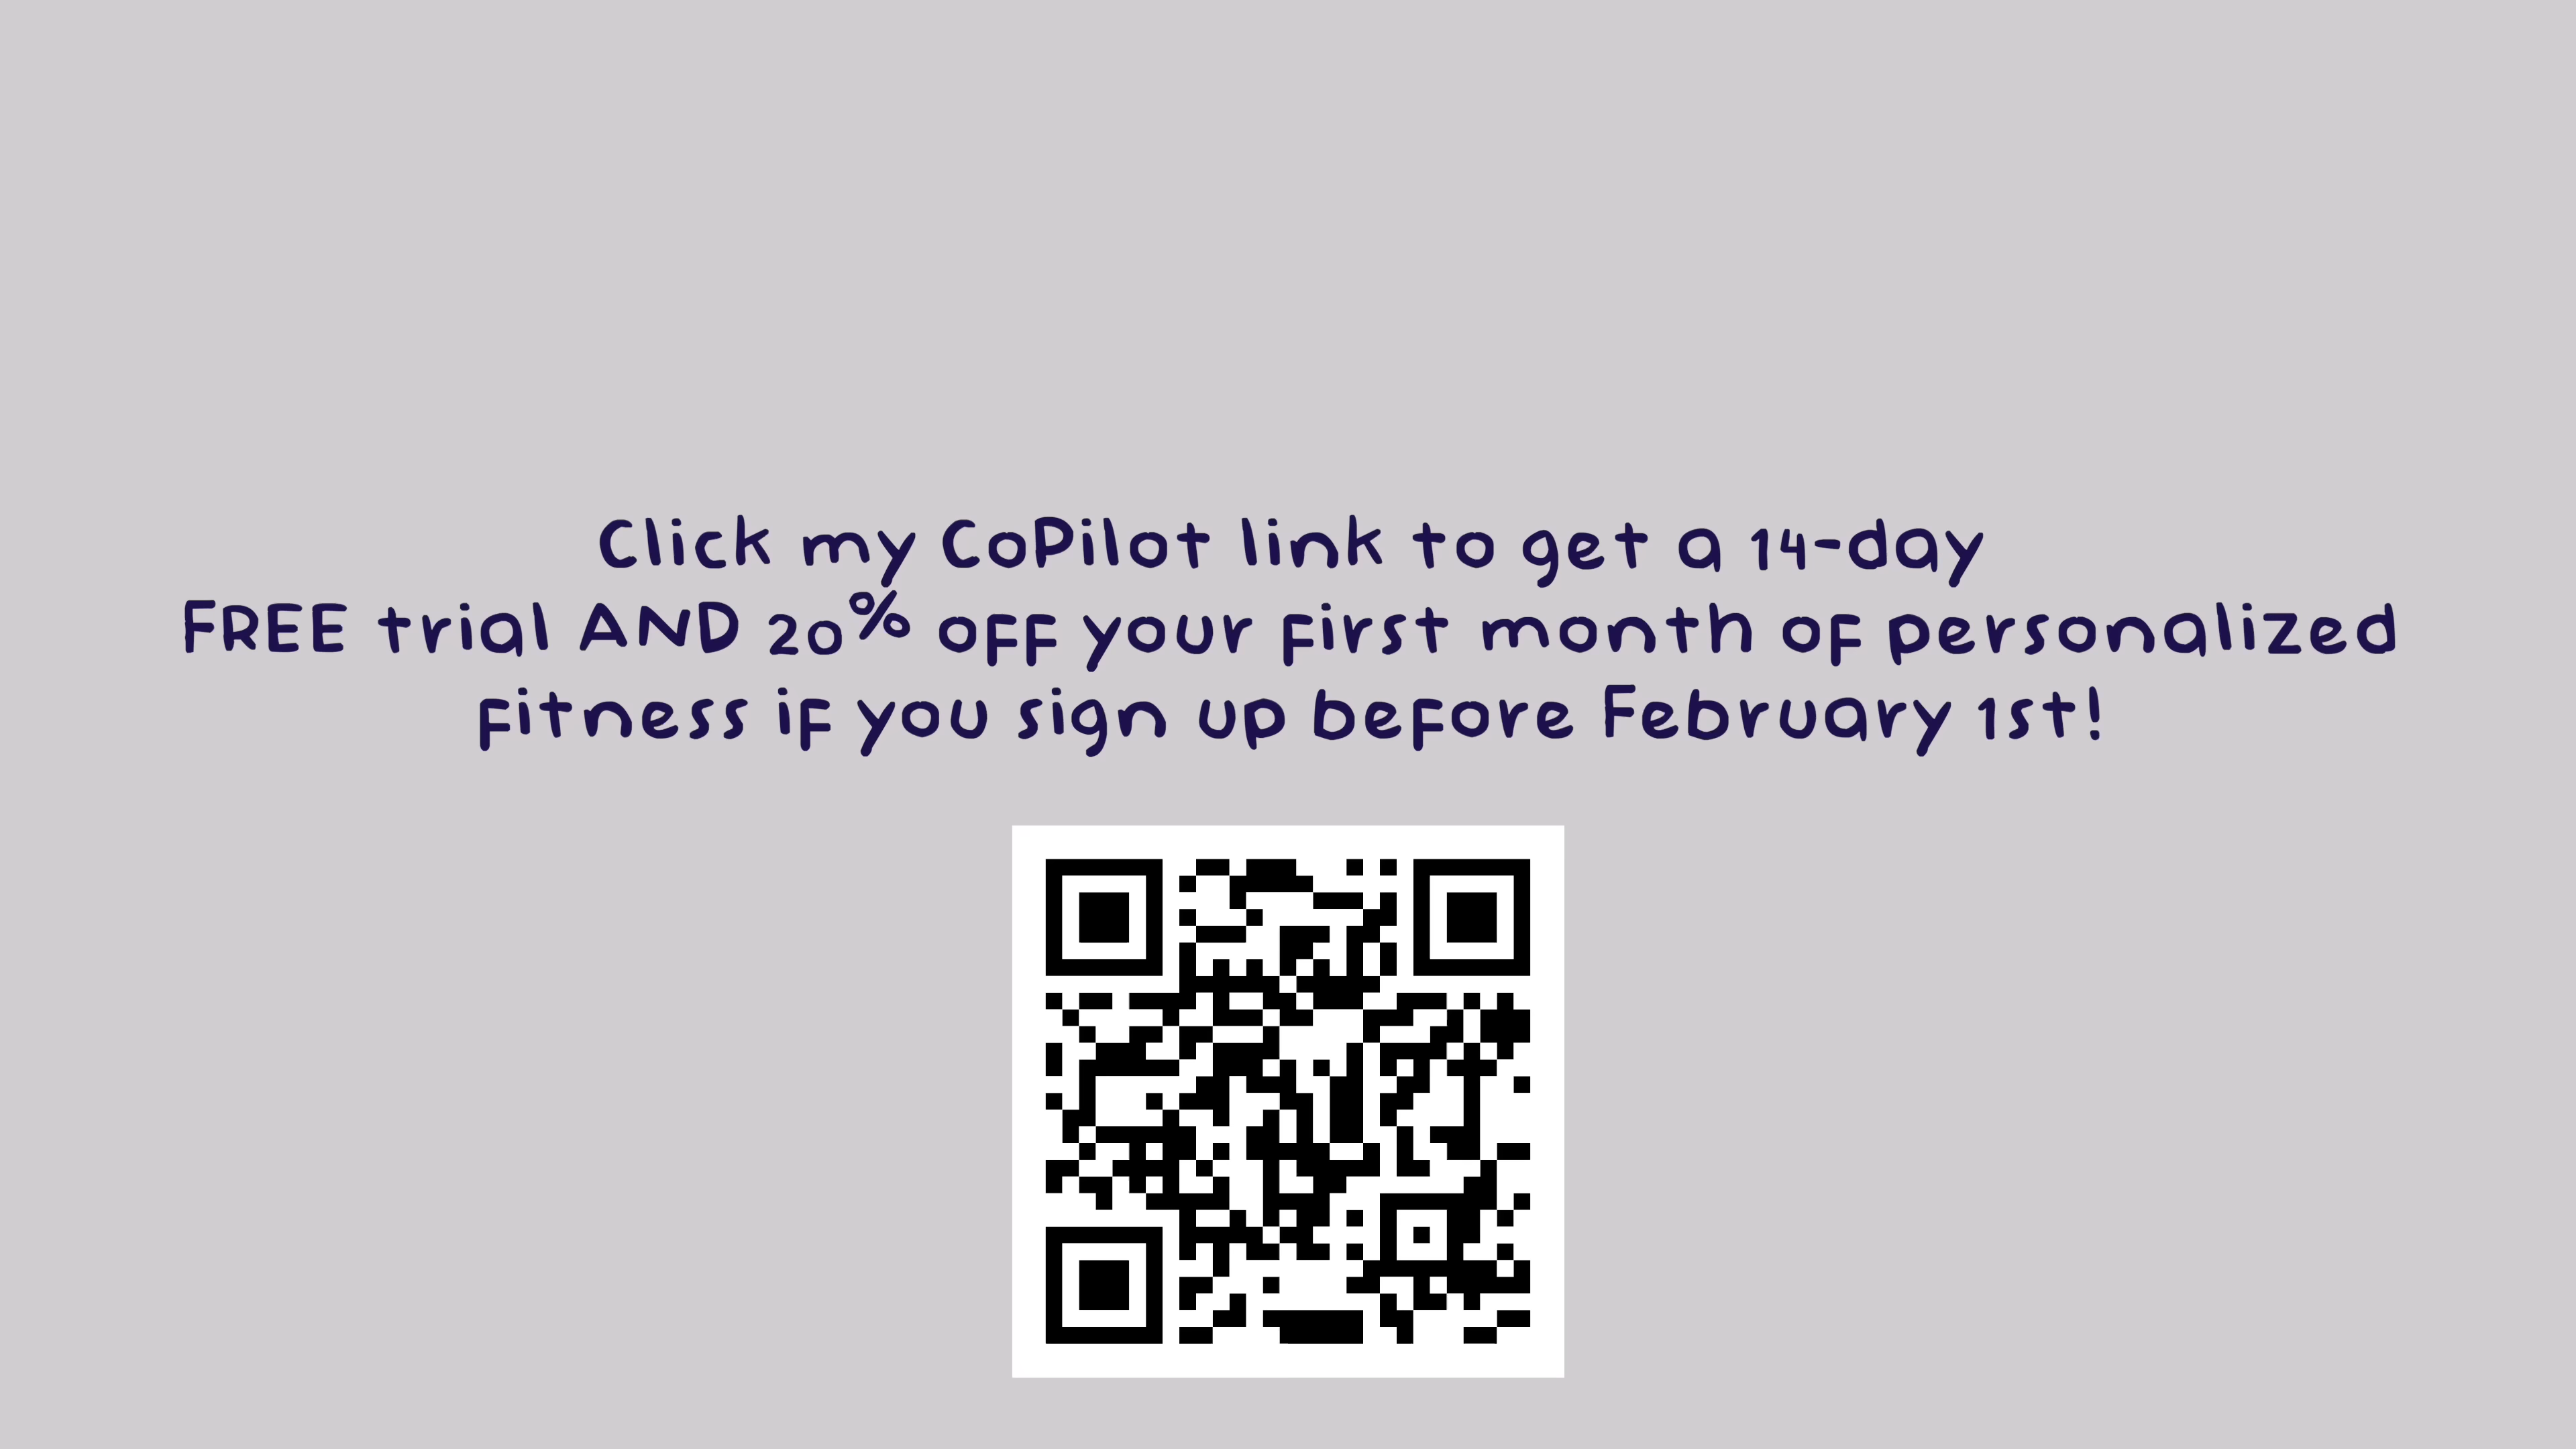 Click my CoPilot link to get a 14-day
FREE trial AND 20% off your first month of personalized
fitness if you sign up before February 1st!